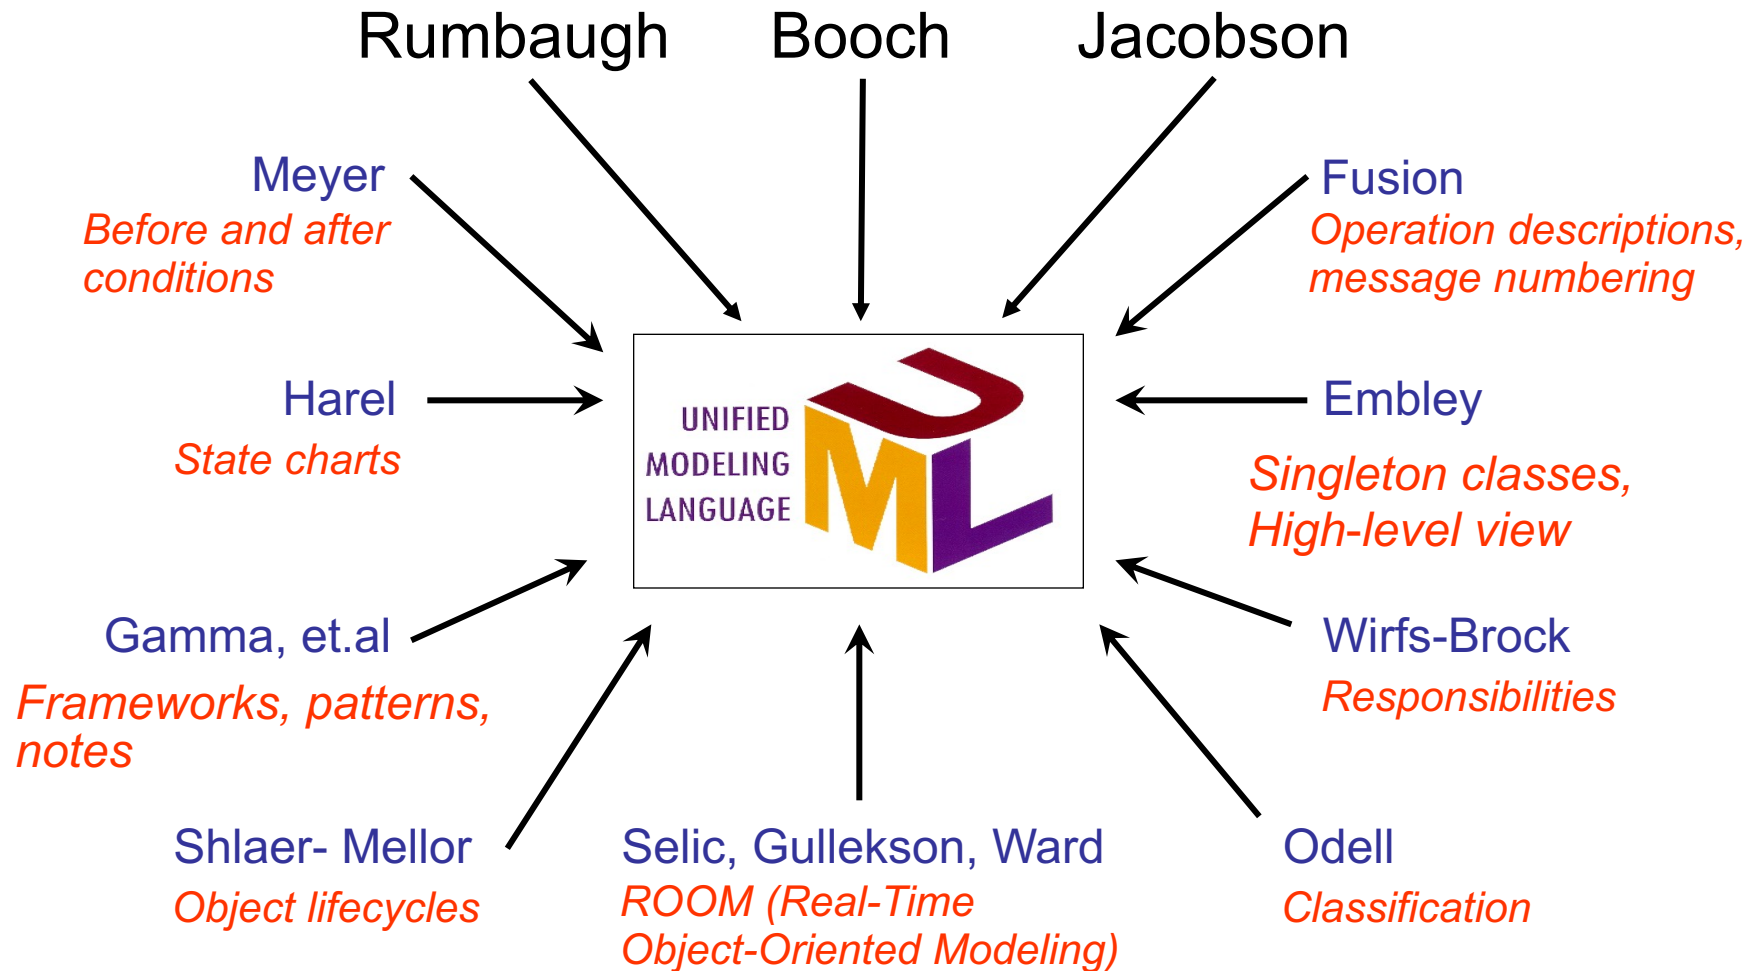 Rumbaugh Booch Jacobson
Meyer
Before and after
conditions
Fusion
Operation descriptions,
message numbering
Harel
State charts
UNIFIED
MODELING
LANGUAGE
UML
Embley
Singleton classes,
High-level view
Gamma, et.al
Frameworks, patterns,
notes
Wirfs-Brock
Responsibilities
Shlaer- Mellor
Object lifecycles
Selic, Gullekson, Ward
ROOM (Real-Time
Object-Oriented Modeling)
Odell
Classification